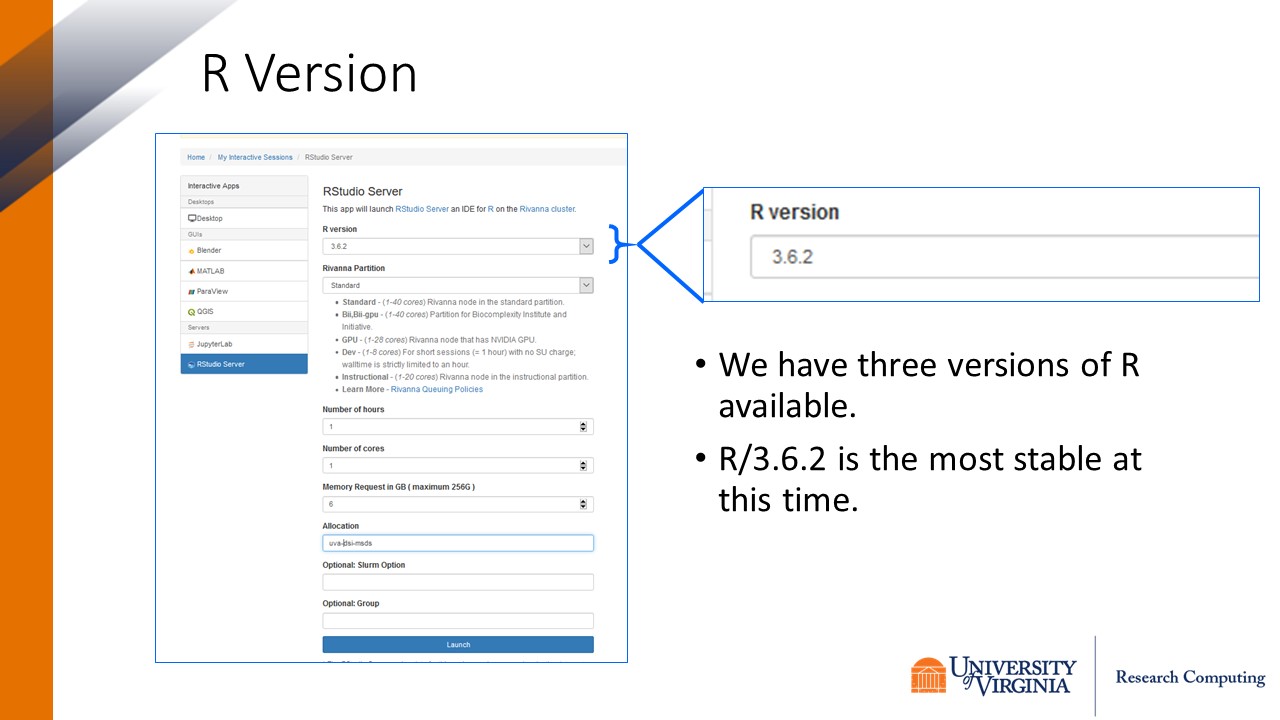 R Version
Home / My Interactive Sessions / RStudio Server
Interactive Apps
Desktops
Desktop
GUIs
Blender
MATLAB
ParaView
QGIS
Servers
JupyterLab
RStudio Server
RStudio Server
This app will launch RStudio Server an IDE for R on the Rivanna cluster.
R version
3.6.2
Rivanna Partition
Standard
• Standard - (1-40 cores) Rivanna node in the standard partition.
• Bii,Bii-gpu - (1-40 cores) Partition for Biocomplexity Institute and
Initiative.
• GPU - (1-28 cores) Rivanna node that has NVIDIA GPU.
• Dev - (1-8 cores) For short sessions (= 1 hour) with no SU charge;
walltime is strictly limited to an hour.
• Instructional - (1-20 cores) Rivanna node in the instructional partition.
• Learn More - Rivanna Queuing Policies
Number of hours
1
Number of cores
1
Memory Request in GB ( maximum 256G )
6
Allocation
uva-dsi-msds
Optional: Slurm Option
Optional: Group
Launch
R version
3.6.2
• We have three versions of R
available.
• R/3.6.2 is the most stable at
this time.
UNIVERSITY
of VIRGINIA
Research Computing